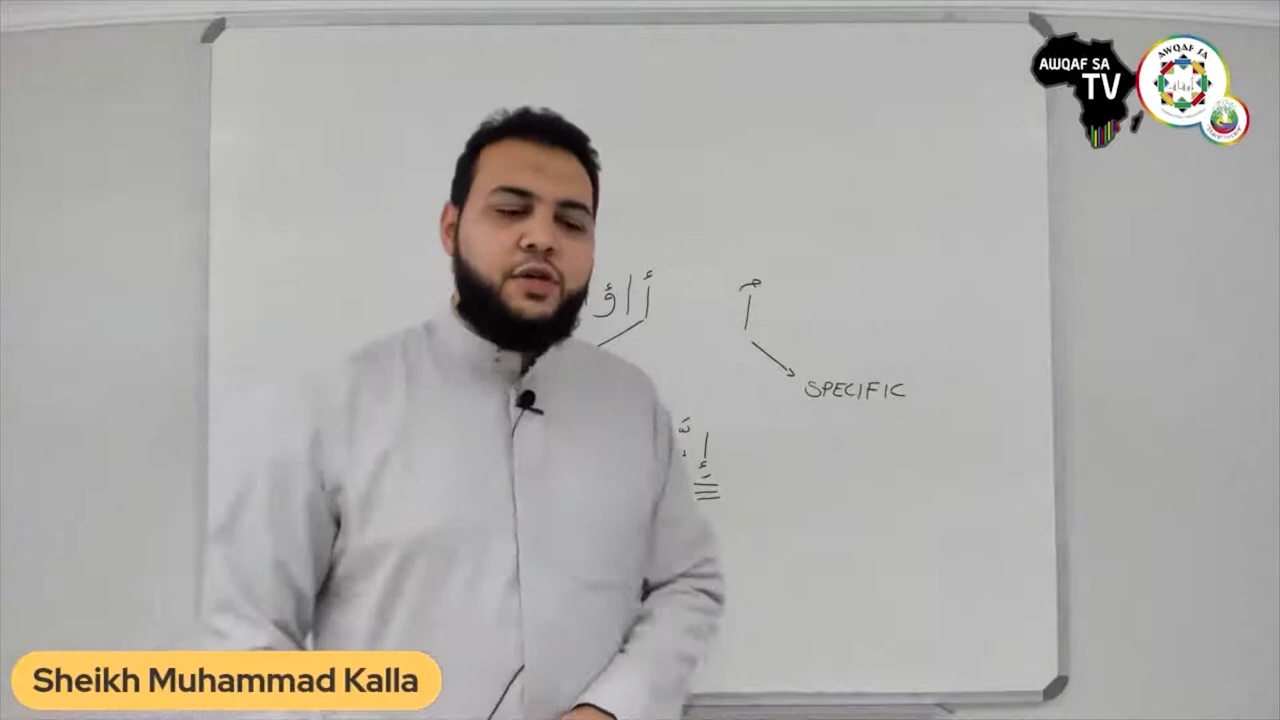 AWQAF SA
TV
AWQAF SA
أ ا ؤ
آ
SPECIFIC
Sheikh Muhammad Kalla